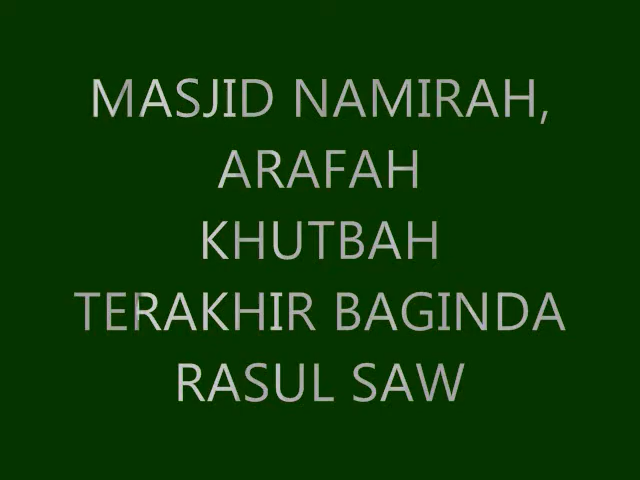 MASJID NAMIRAH,
ARAFAH
KHUTBAH
TERAKHIR BAGINDA
RASUL SAW